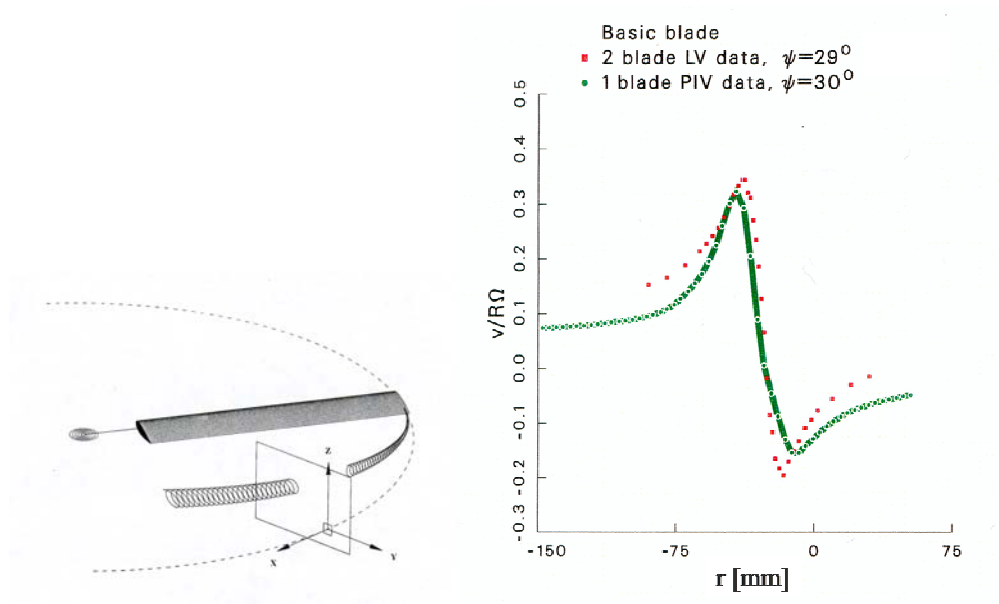 Basic blade
2 blade LV data, ψ=29°
1 blade PIV data, ψ=30°
0.5
0.4
0.3
0.2
0.1
0.0
-0.1
-0.2
-0.3
v/RΩ
-150
-75
0
75
r [mm]
Z
X
Y